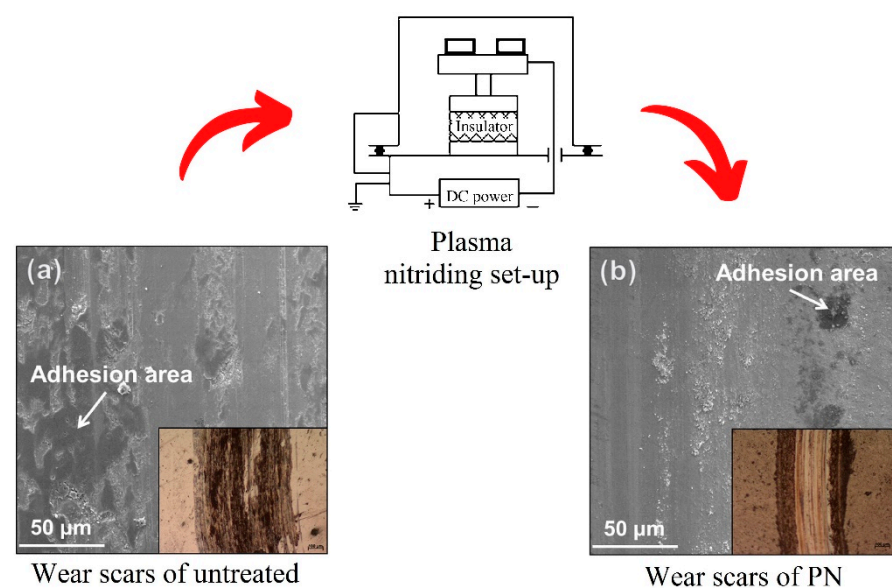 Insulator
DC power
+
−
Plasma
nitriding set-up
(a)
Adhesion area
50 µm
Wear scars of untreated
(b)
Adhesion area
50 µm
Wear scars of PN